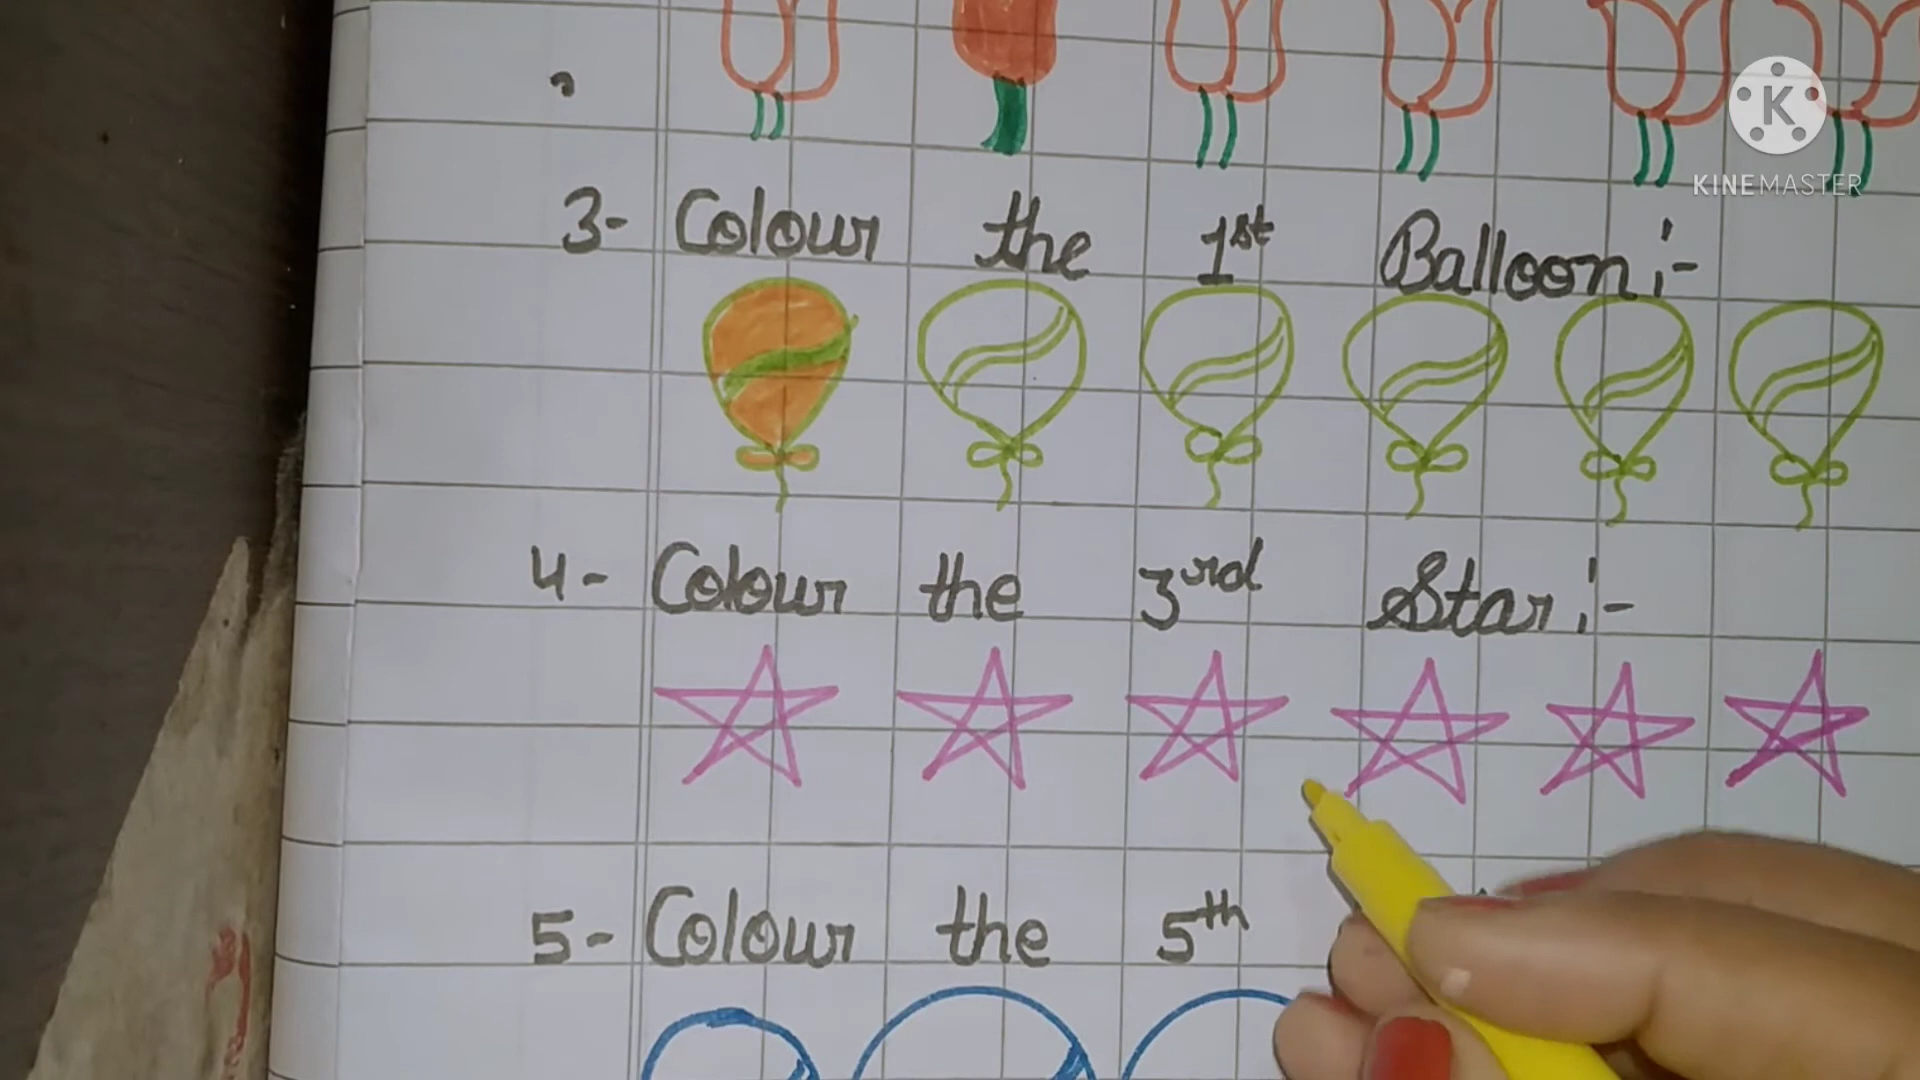 KINEMASTER
3- Colour the 1st Balloon :-
4- Colour the 3rd Star :-
5- Colour the 5th